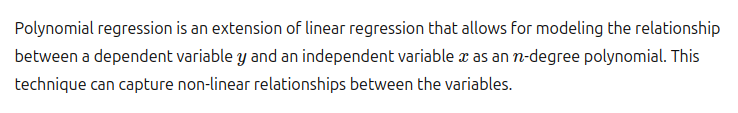 Polynomial regression is an extension of linear regression that allows for modeling the relationship
between a dependent variable y and an independent variable x as an n-degree polynomial. This
technique can capture non-linear relationships between the variables.